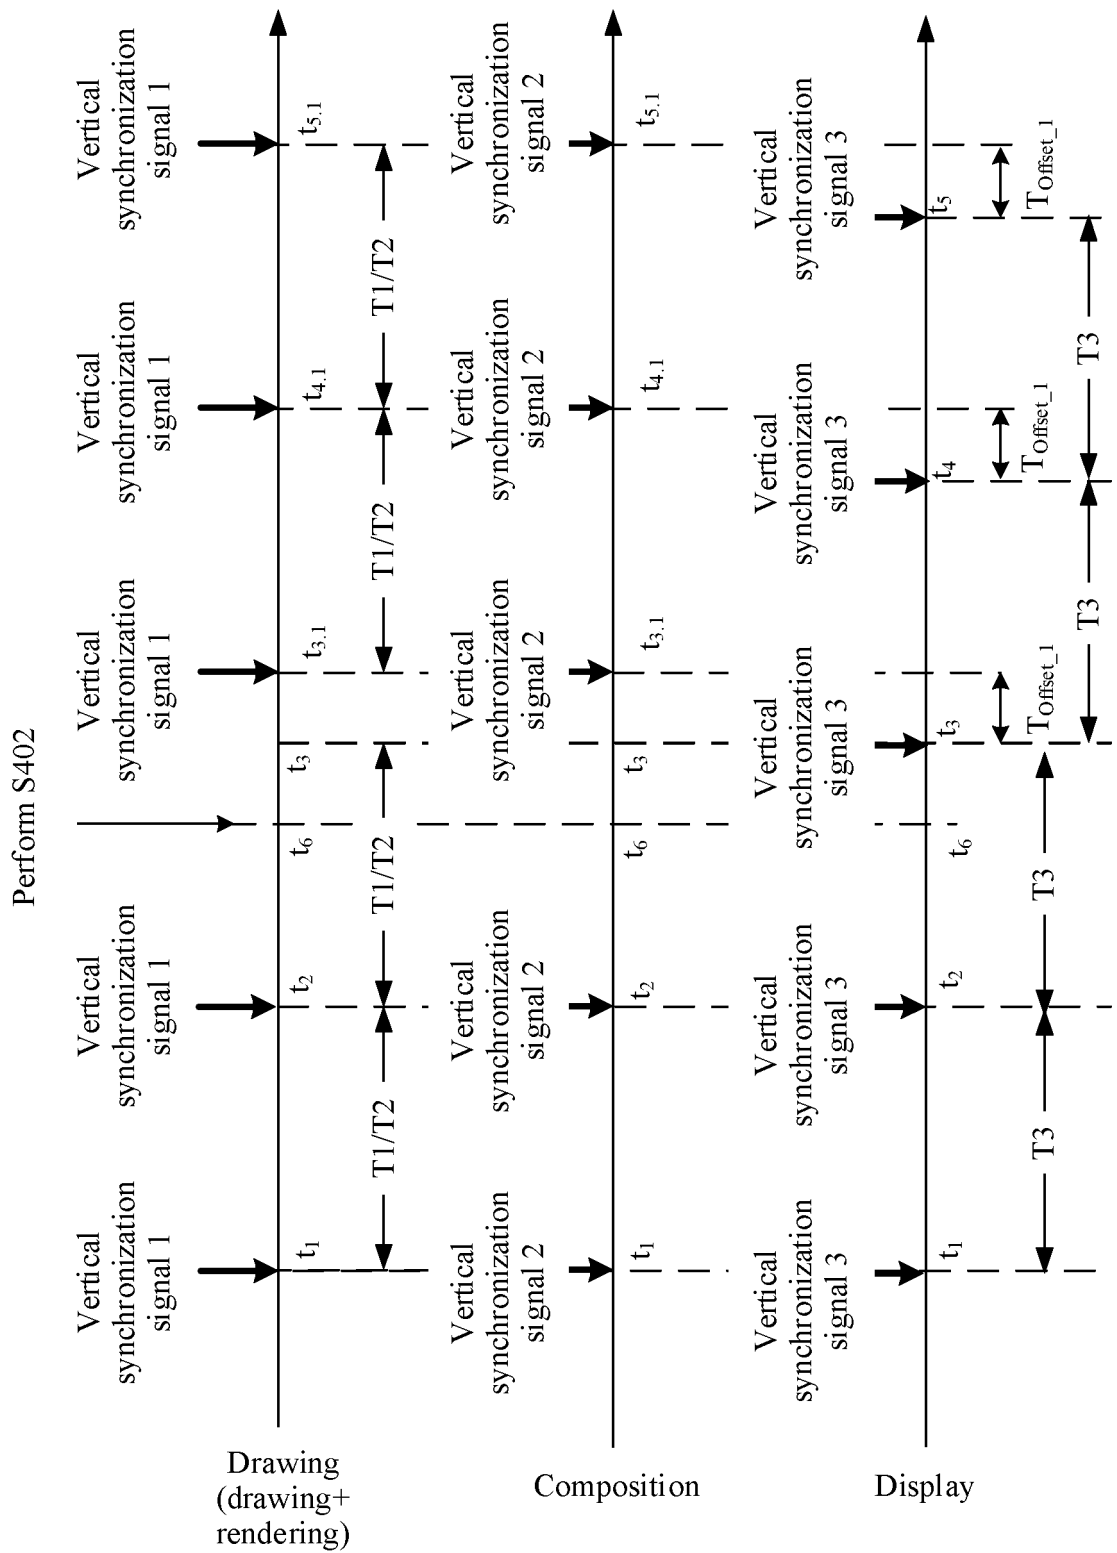 Perform S402
Vertical
synchronization
signal 1
Vertical
synchronization
signal 1
Vertical
synchronization
signal 1
Vertical
synchronization
signal 1
Vertical
synchronization
signal 1
Drawing
(drawing+
rendering)
t1
t2
t6
t3
t3.1
t4.1
t5.1
T1/T2
T1/T2
T1/T2
T1/T2
Vertical
synchronization
signal 2
Vertical
synchronization
signal 2
Vertical
synchronization
signal 2
Vertical
synchronization
signal 2
Vertical
synchronization
signal 2
Composition
t1
t2
t6
t3
t3.1
t4.1
t5.1
Vertical
synchronization
signal 3
Vertical
synchronization
signal 3
Vertical
synchronization
signal 3
Vertical
synchronization
signal 3
Vertical
synchronization
signal 3
Display
t1
t2
t6
t3
t4
t5
TOffset_1
TOffset_1
TOffset_1
T3
T3
T3
T3